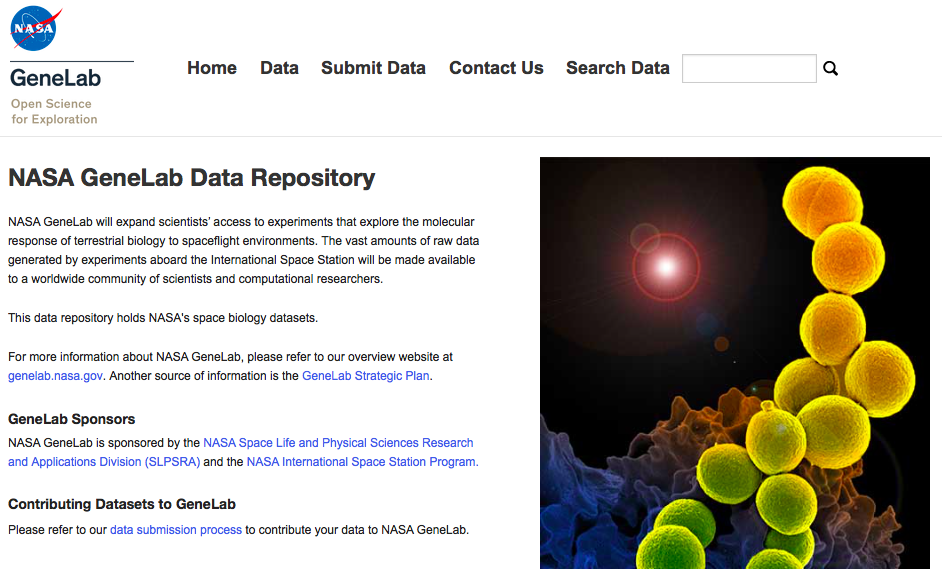 NASA
GeneLab
Open Science
for Exploration
Home Data Submit Data Contact Us Search Data
NASA GeneLab Data Repository
NASA GeneLab will expand scientists' access to experiments that explore the molecular
response of terrestrial biology to spaceflight environments. The vast amounts of raw data
generated by experiments aboard the International Space Station will be made available
to a worldwide community of scientists and computational researchers.
This data repository holds NASA's space biology datasets.
For more information about NASA GeneLab, please refer to our overview website at
genelab.nasa.gov. Another source of information is the GeneLab Strategic Plan.
GeneLab Sponsors
NASA GeneLab is sponsored by the NASA Space Life and Physical Sciences Research
and Applications Division (SLPSRA) and the NASA International Space Station Program.
Contributing Datasets to GeneLab
Please refer to our data submission process to contribute your data to NASA GeneLab.